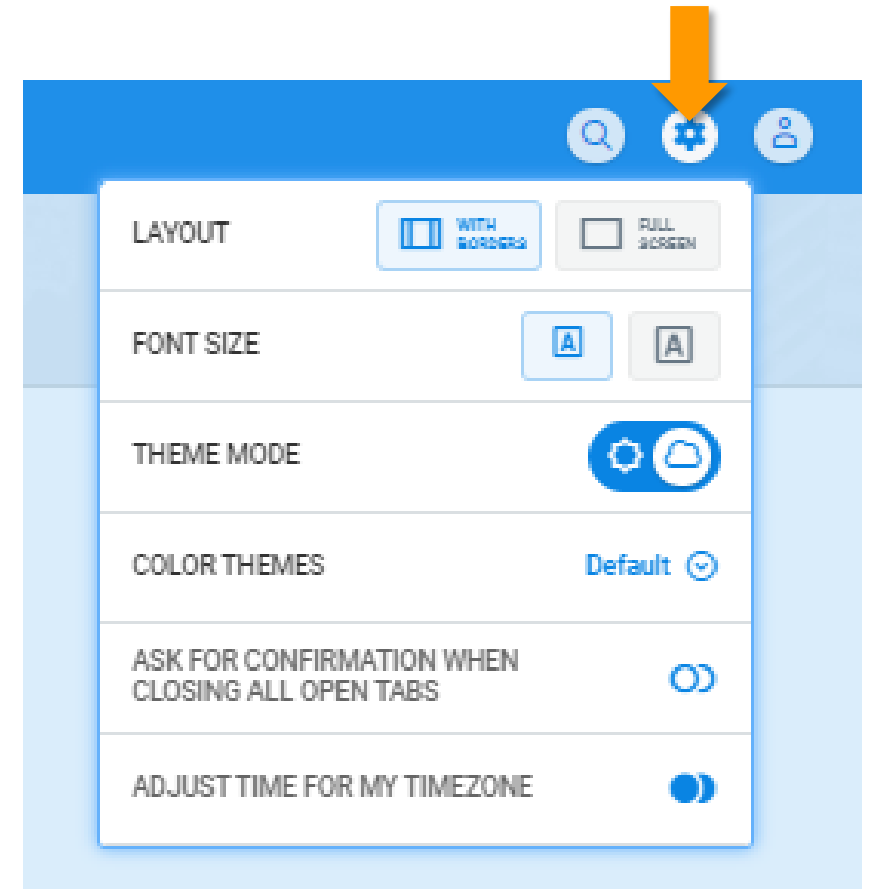 LAYOUT
WITH
BORDERS
FULL
SCREEN
FONT SIZE
A
A
THEME MODE
COLOR THEMES
Default
ASK FOR CONFIRMATION WHEN
CLOSING ALL OPEN TABS
ADJUST TIME FOR MY TIMEZONE